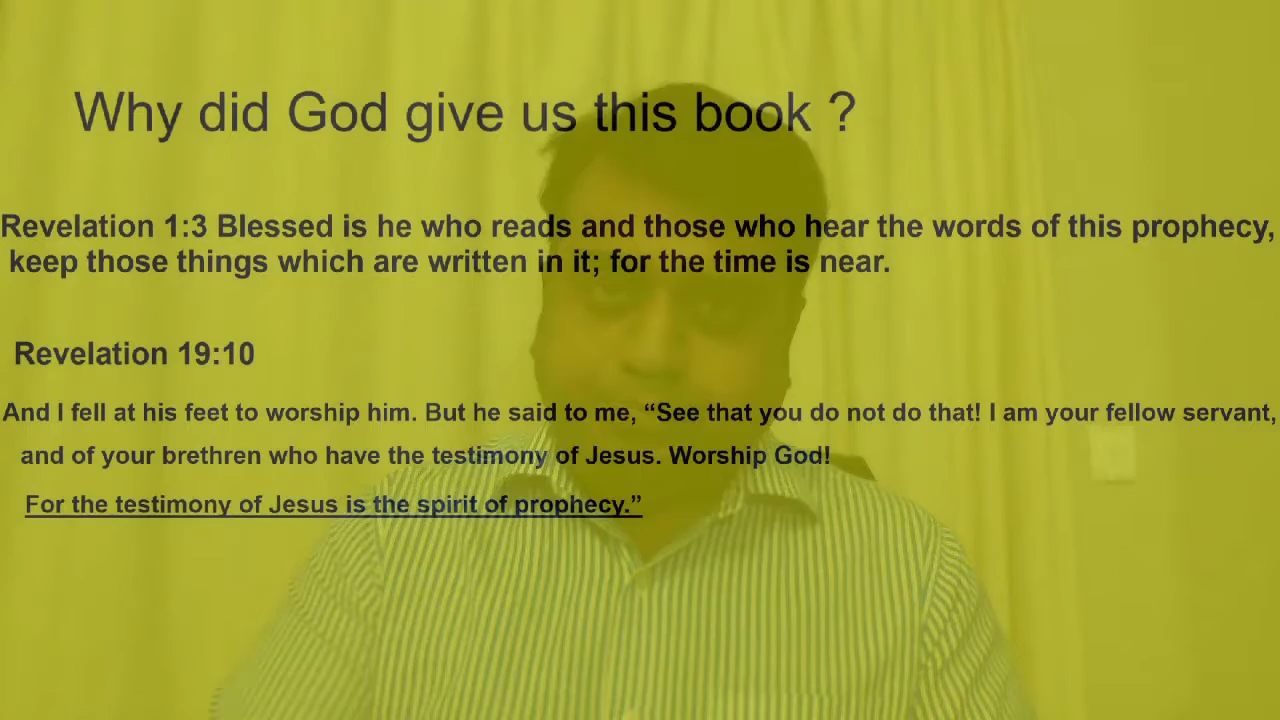 Why did God give us this book ?
Revelation 1:3 Blessed is he who reads and those who hear the words of this prophecy,
keep those things which are written in it; for the time is near.
Revelation 19:10
And I fell at his feet to worship him. But he said to me, “See that you do not do that! I am your fellow servant,
and of your brethren who have the testimony of Jesus. Worship God!
For the testimony of Jesus is the spirit of prophecy.”